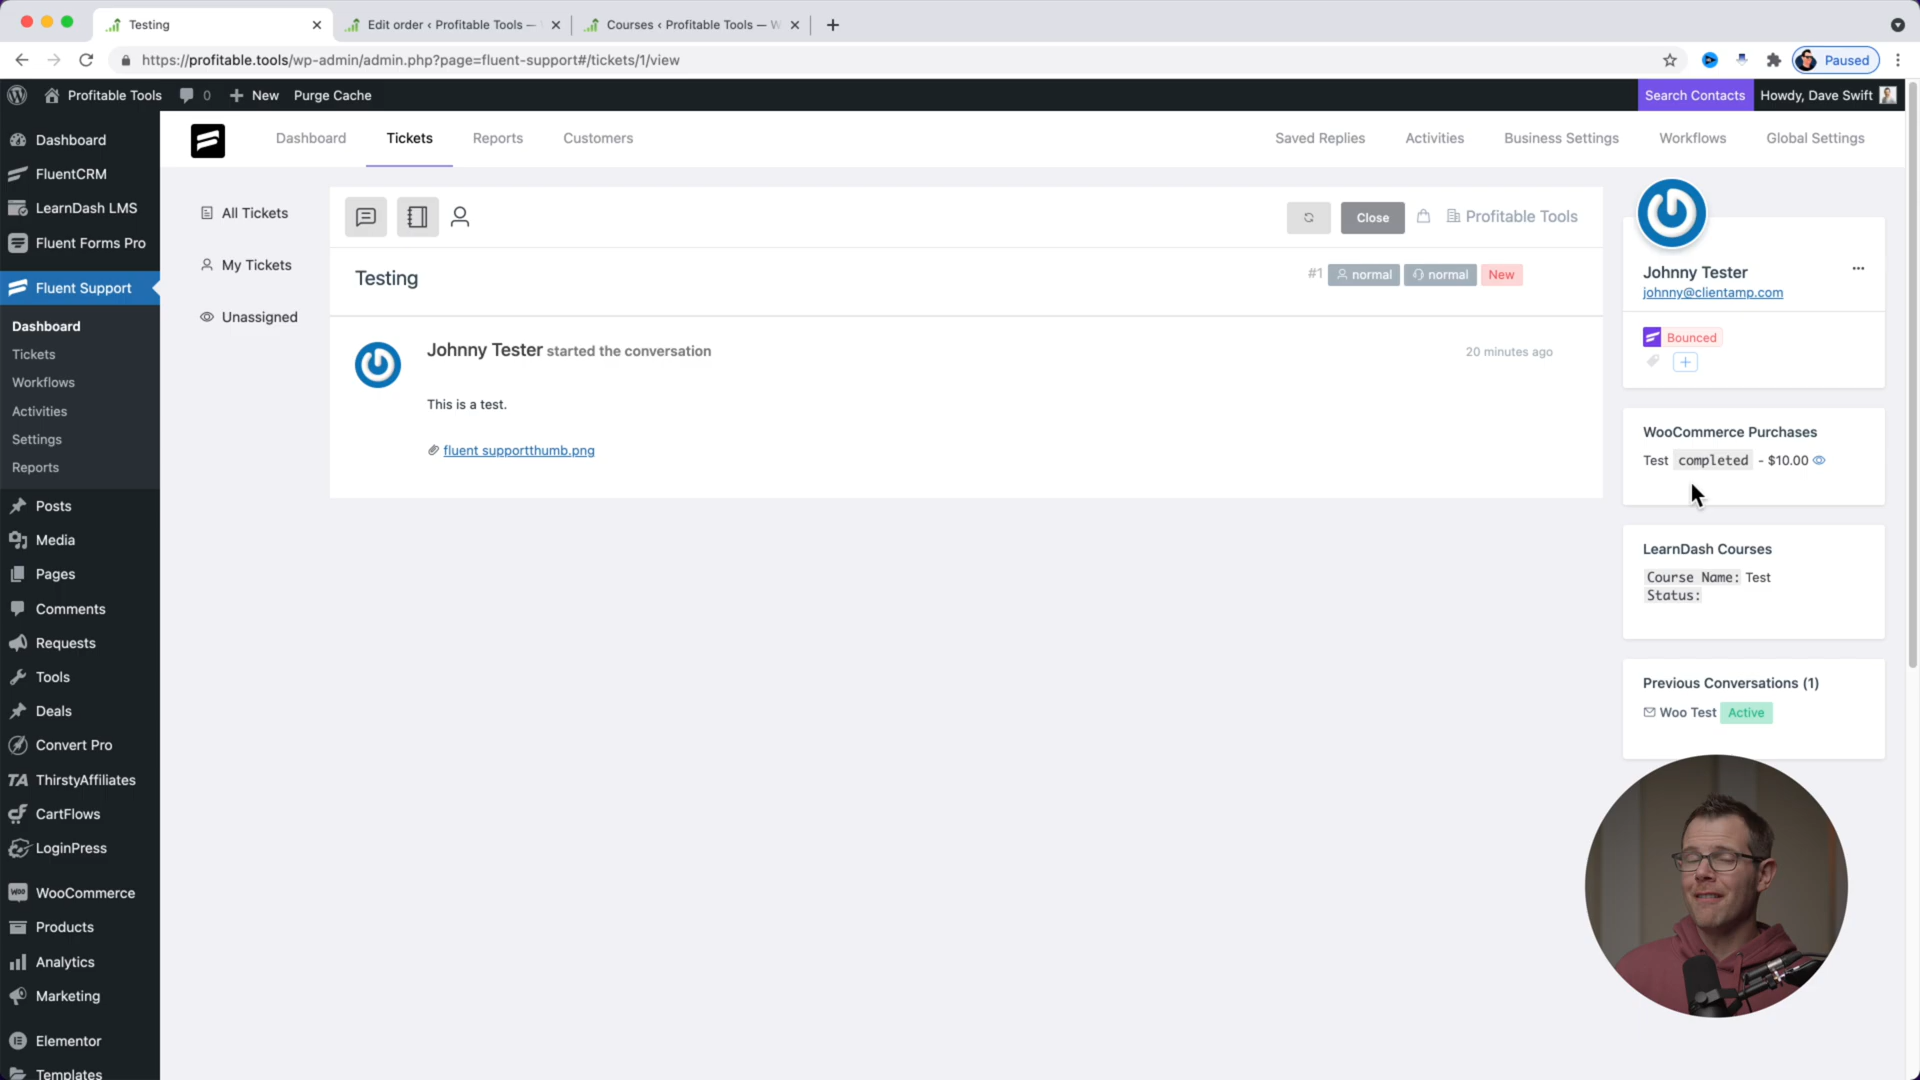 Testing
Edit order ‹ Profitable Tools —
Courses ‹ Profitable Tools — W
https://profitable.tools/wp-admin/admin.php?page=fluent-support#/tickets/1/view
Paused
Profitable Tools
0
New
Purge Cache
Search Contacts
Howdy, Dave Swift
Dashboard
FluentCRM
LearnDash LMS
Fluent Forms Pro
Fluent Support
Dashboard
Tickets
Workflows
Activities
Settings
Reports
Posts
Media
Pages
Comments
Requests
Tools
Deals
Convert Pro
TA ThirstyAffiliates
CartFlows
LoginPress
Woo WooCommerce
Products
Analytics
Marketing
Elementor
Templates
Dashboard
Tickets
Reports
Customers
Saved Replies
Activities
Business Settings
Workflows
Global Settings
All Tickets
My Tickets
Unassigned
Close
Profitable Tools
Testing
#1 normal normal New
Johnny Tester started the conversation
20 minutes ago
This is a test.
fluent supportthumb.png
Johnny Tester
johnny@clientamp.com
Bounced
WooCommerce Purchases
Test completed - $10.00
LearnDash Courses
Course Name: Test
Status:
Previous Conversations (1)
Woo Test Active